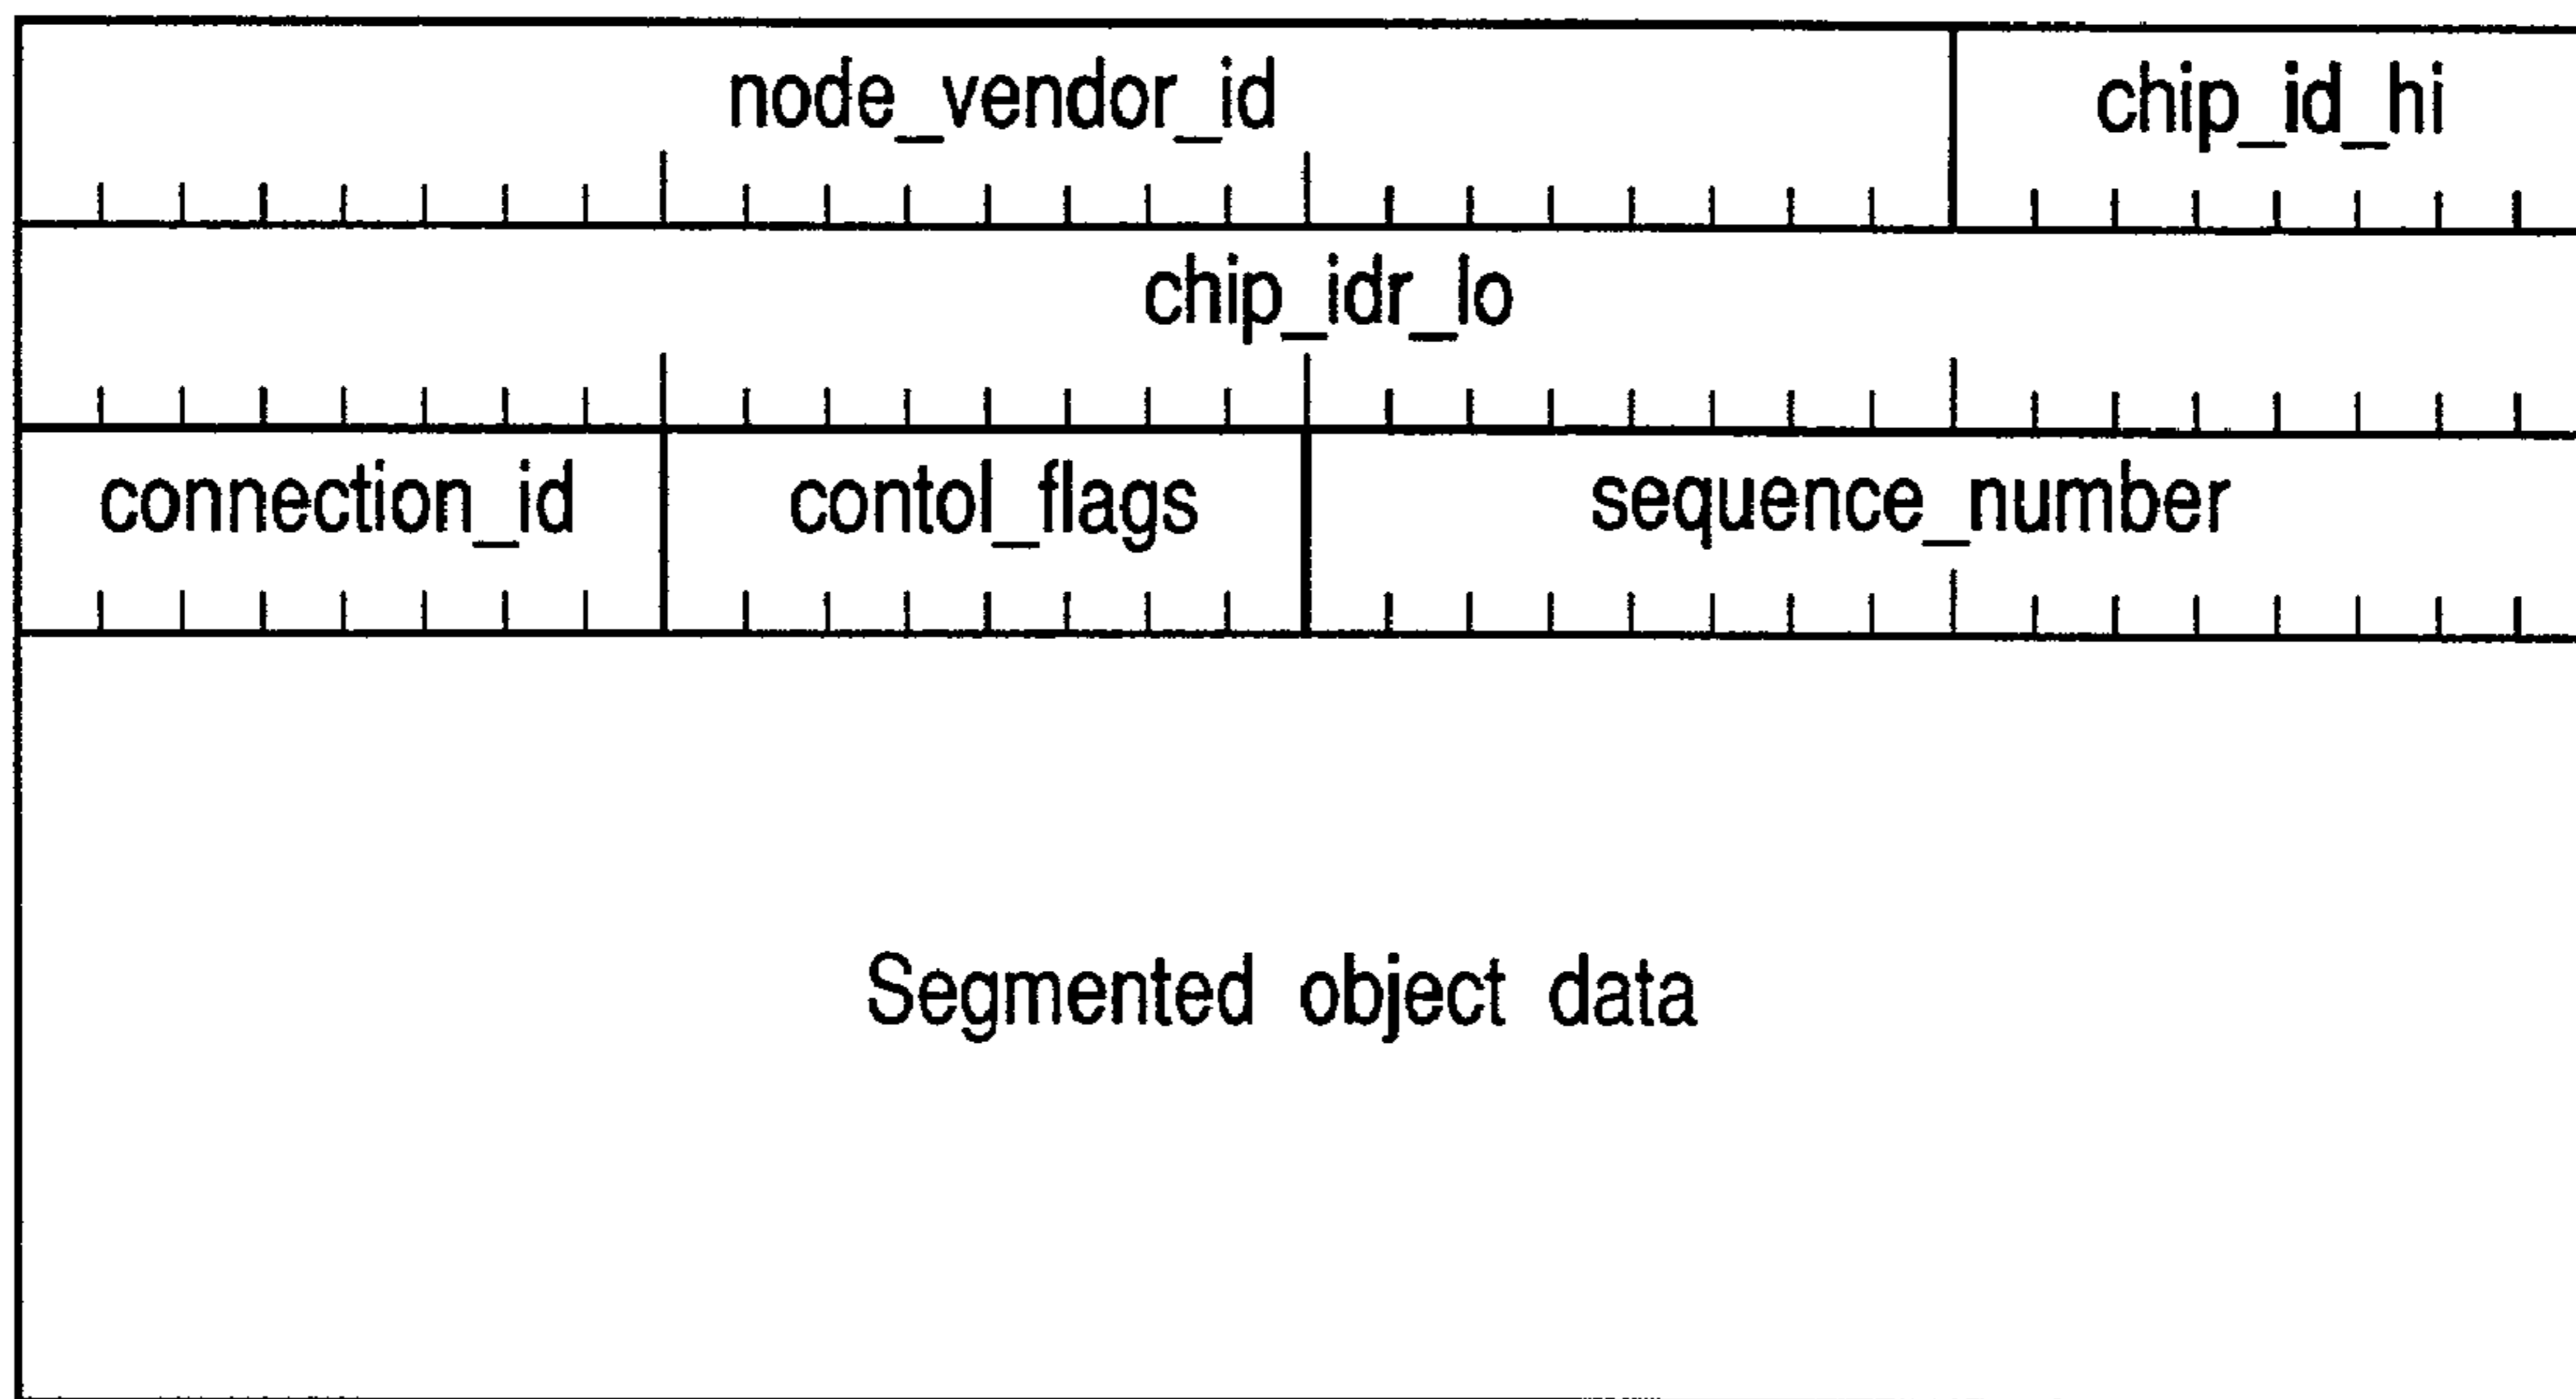 node_vendor_id chip_id_hi
chip_idr_lo
connection_id contol_flags sequence_number
Segmented object data